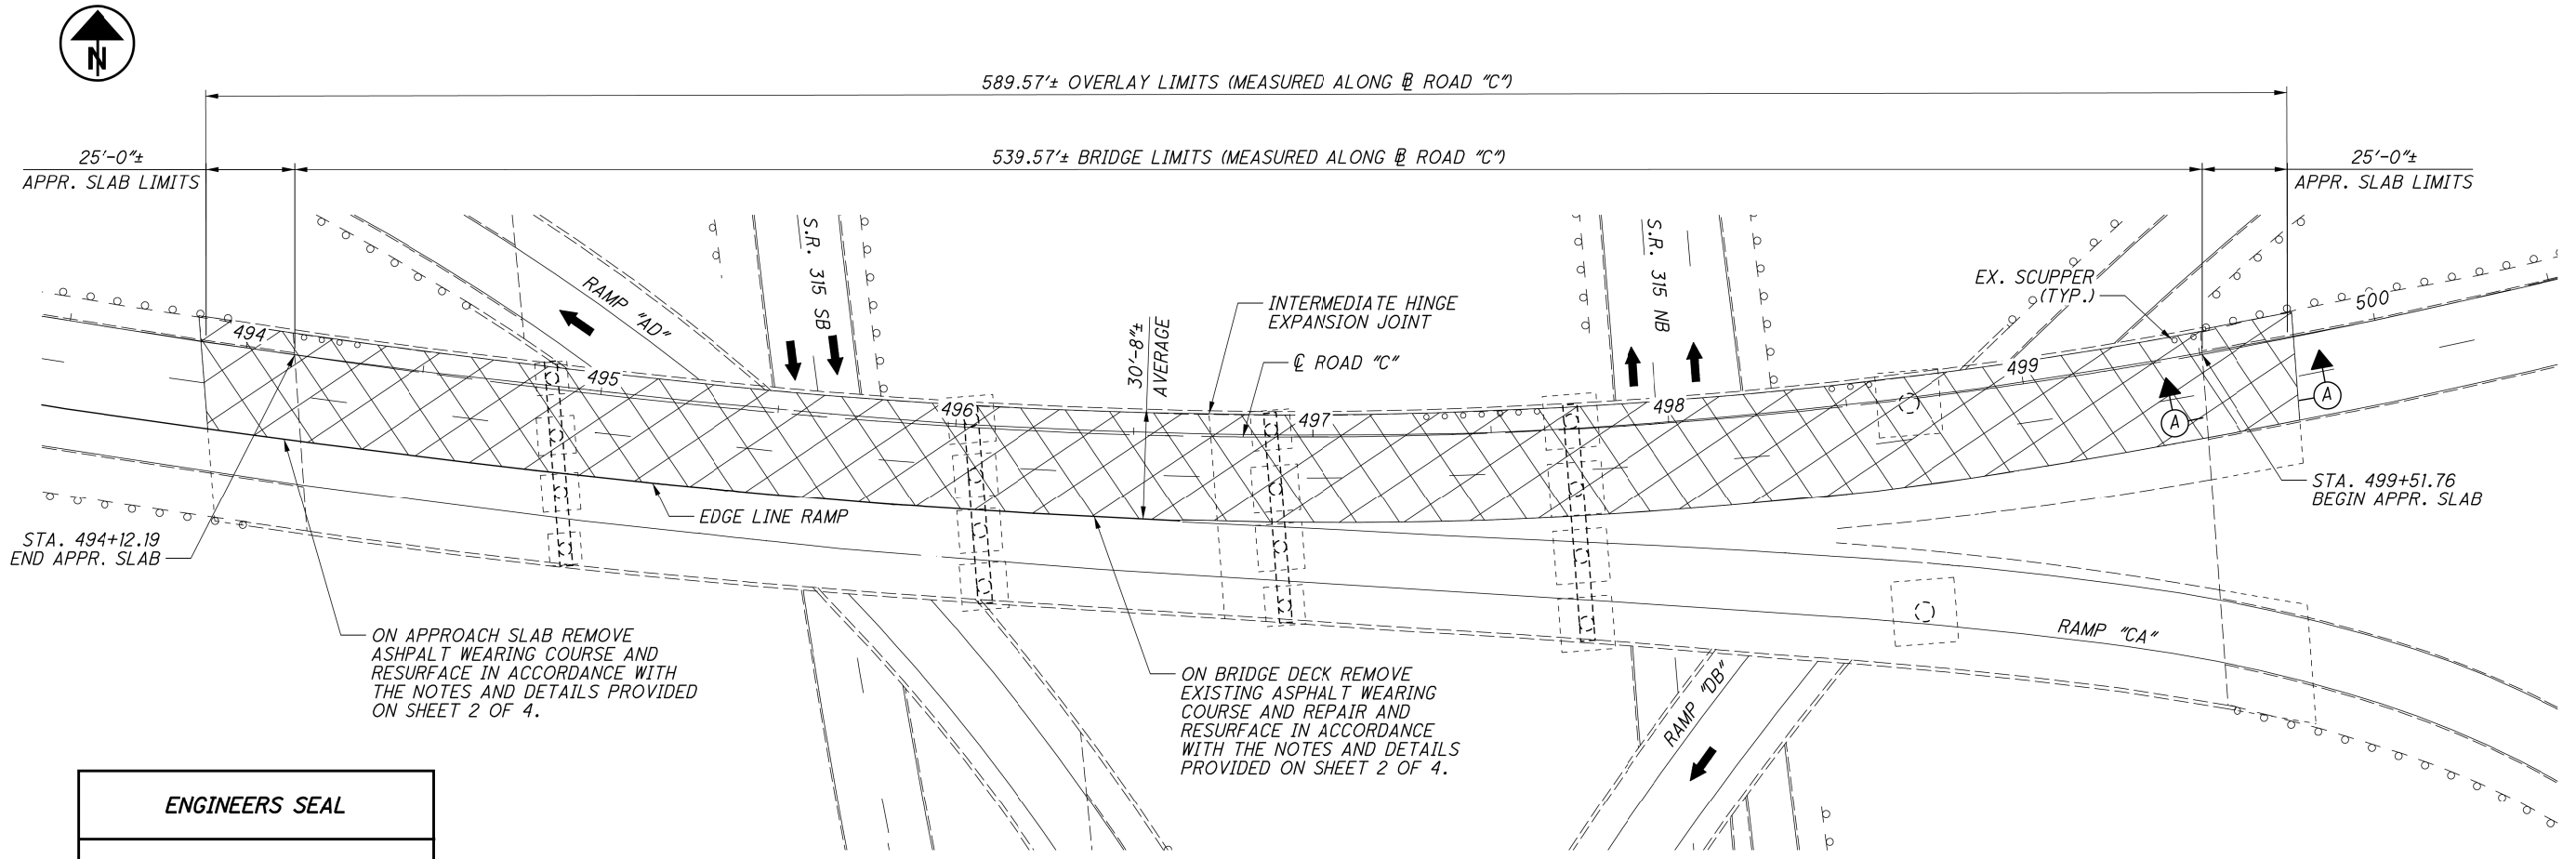 N
589.57'± OVERLAY LIMITS (MEASURED ALONG ⅊ ROAD "C")
25'-0"±
APPR. SLAB LIMITS
539.57'± BRIDGE LIMITS (MEASURED ALONG ⅊ ROAD "C")
25'-0"±
APPR. SLAB LIMITS
RAMP "AD"
S.R. 315 SB
S.R. 315 NB
EX. SCUPPER
(TYP.)
INTERMEDIATE HINGE
EXPANSION JOINT
30'-8"±
AVERAGE
℄ ROAD "C"
494
495
496
497
498
499
500
A
A
EDGE LINE RAMP
STA. 499+51.76
BEGIN APPR. SLAB
STA. 494+12.19
END APPR. SLAB
ON APPROACH SLAB REMOVE
ASHPALT WEARING COURSE AND
RESURFACE IN ACCORDANCE WITH
THE NOTES AND DETAILS PROVIDED
ON SHEET 2 OF 4.
ON BRIDGE DECK REMOVE
EXISTING ASPHALT WEARING
COURSE AND REPAIR AND
RESURFACE IN ACCORDANCE
WITH THE NOTES AND DETAILS
PROVIDED ON SHEET 2 OF 4.
RAMP "CA"
RAMP "DB"
ENGINEERS SEAL